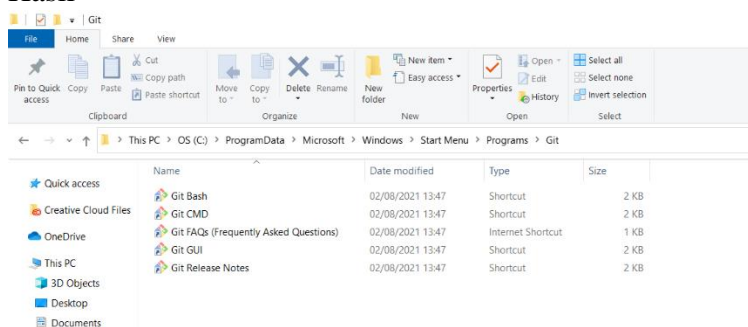 Git
File Home Share View
Pin to Quick access
Copy
Paste
Cut
Copy path
Paste shortcut
Clipboard
Move to
Copy to
Delete
Rename
Organize
New folder
New item
Easy access
New
Properties
Open
Edit
History
Open
Select all
Select none
Invert selection
Select
This PC > OS (C:) > ProgramData > Microsoft > Windows > Start Menu > Programs > Git
Name Date modified Type Size
Quick access
Creative Cloud Files
OneDrive
This PC
3D Objects
Desktop
Documents
Git Bash 02/08/2021 13:47 Shortcut 2 KB
Git CMD 02/08/2021 13:47 Shortcut 2 KB
Git FAQs (Frequently Asked Questions) 02/08/2021 13:47 Internet Shortcut 1 KB
Git GUI 02/08/2021 13:47 Shortcut 2 KB
Git Release Notes 02/08/2021 13:47 Shortcut 2 KB